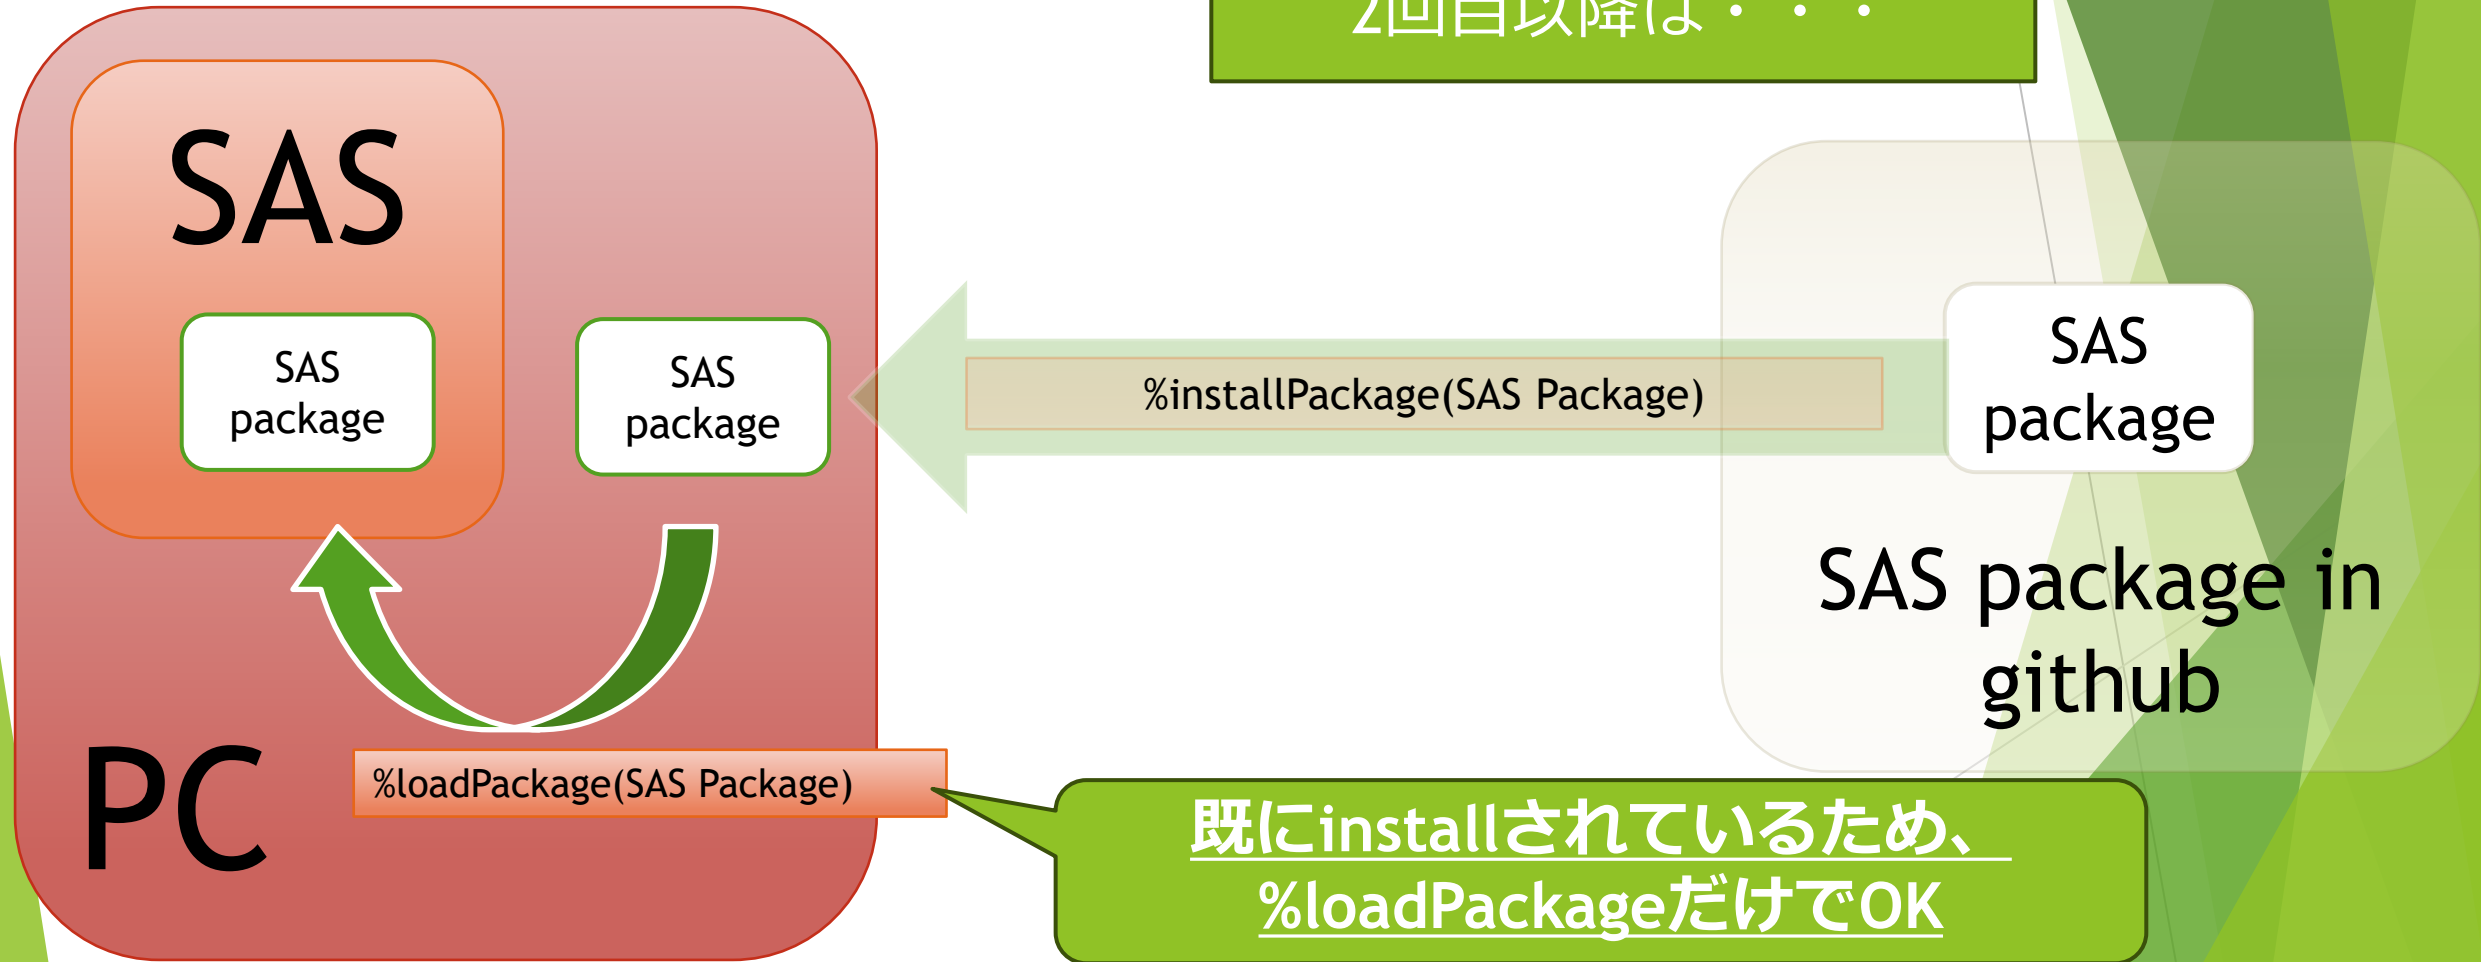 2回目以降は・・・
SAS
SAS
package
SAS
package
%installPackage(SAS Package)
SAS
package
SAS package in
github
PC
%loadPackage(SAS Package)
既にinstallされているため、
%loadPackageだけでOK